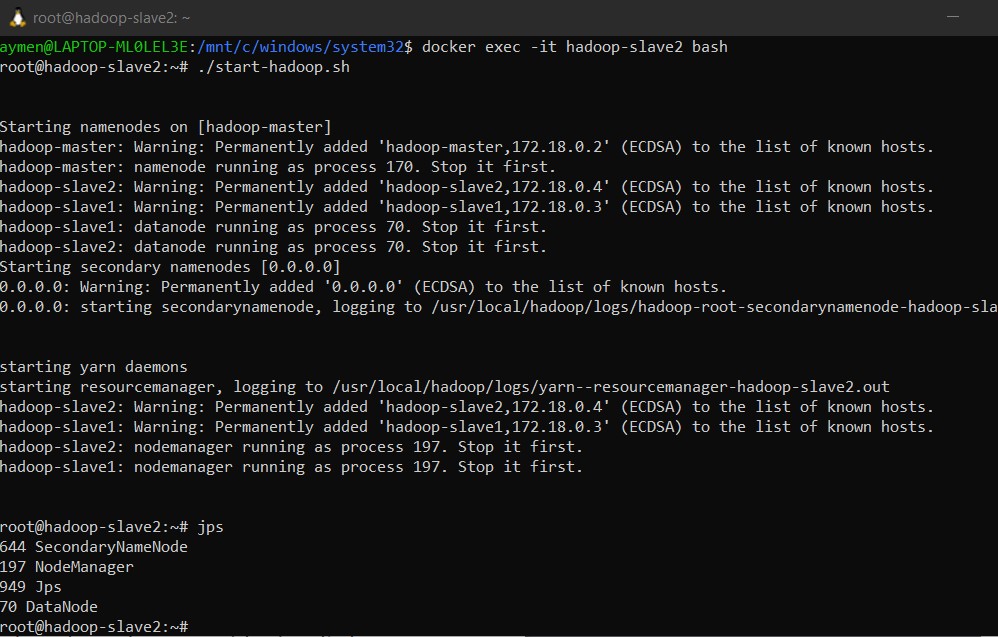 root@hadoop-slave2: ~
aymen@LAPTOP-ML0LEL3E:/mnt/c/windows/system32$ docker exec -it hadoop-slave2 bash
root@hadoop-slave2:~# ./start-hadoop.sh
Starting namenodes on [hadoop-master]
hadoop-master: Warning: Permanently added 'hadoop-master,172.18.0.2' (ECDSA) to the list of known hosts.
hadoop-master: namenode running as process 170. Stop it first.
hadoop-slave2: Warning: Permanently added 'hadoop-slave2,172.18.0.4' (ECDSA) to the list of known hosts.
hadoop-slave1: Warning: Permanently added 'hadoop-slave1,172.18.0.3' (ECDSA) to the list of known hosts.
hadoop-slave1: datanode running as process 70. Stop it first.
hadoop-slave2: datanode running as process 70. Stop it first.
Starting secondary namenodes [0.0.0.0]
0.0.0.0: Warning: Permanently added '0.0.0.0' (ECDSA) to the list of known hosts.
0.0.0.0: starting secondarynamenode, logging to /usr/local/hadoop/logs/hadoop-root-secondarynamenode-hadoop-sla
starting yarn daemons
starting resourcemanager, logging to /usr/local/hadoop/logs/yarn--resourcemanager-hadoop-slave2.out
hadoop-slave2: Warning: Permanently added 'hadoop-slave2,172.18.0.4' (ECDSA) to the list of known hosts.
hadoop-slave1: Warning: Permanently added 'hadoop-slave1,172.18.0.3' (ECDSA) to the list of known hosts.
hadoop-slave2: nodemanager running as process 197. Stop it first.
hadoop-slave1: nodemanager running as process 197. Stop it first.
root@hadoop-slave2:~# jps
644 SecondaryNameNode
197 NodeManager
949 Jps
70 DataNode
root@hadoop-slave2:~#